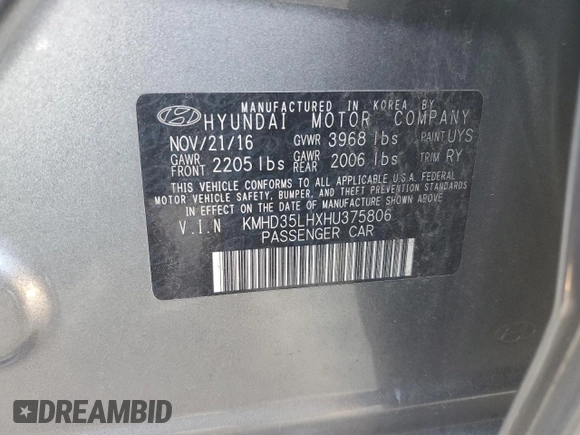 MANUFACTURED IN KOREA BY
HYUNDAI MOTOR COMPANY
NOV/21/16 GVWR 3968 lbs PAINT UYS
GAWR FRONT 2205 lbs GAWR REAR 2006 lbs TRIM RY
THIS VEHICLE CONFORMS TO ALL APPLICABLE U.S.A FEDERAL
MOTOR VEHICLE SAFETY, BUMPER, AND THEFT PREVENTION STANDARDS
IN EFFECT ON THE DATE OF MANUFACTURE SHOWN ABOVE.
V.I.N KMHD35LHXHU375806
PASSENGER CAR
DREAMBID